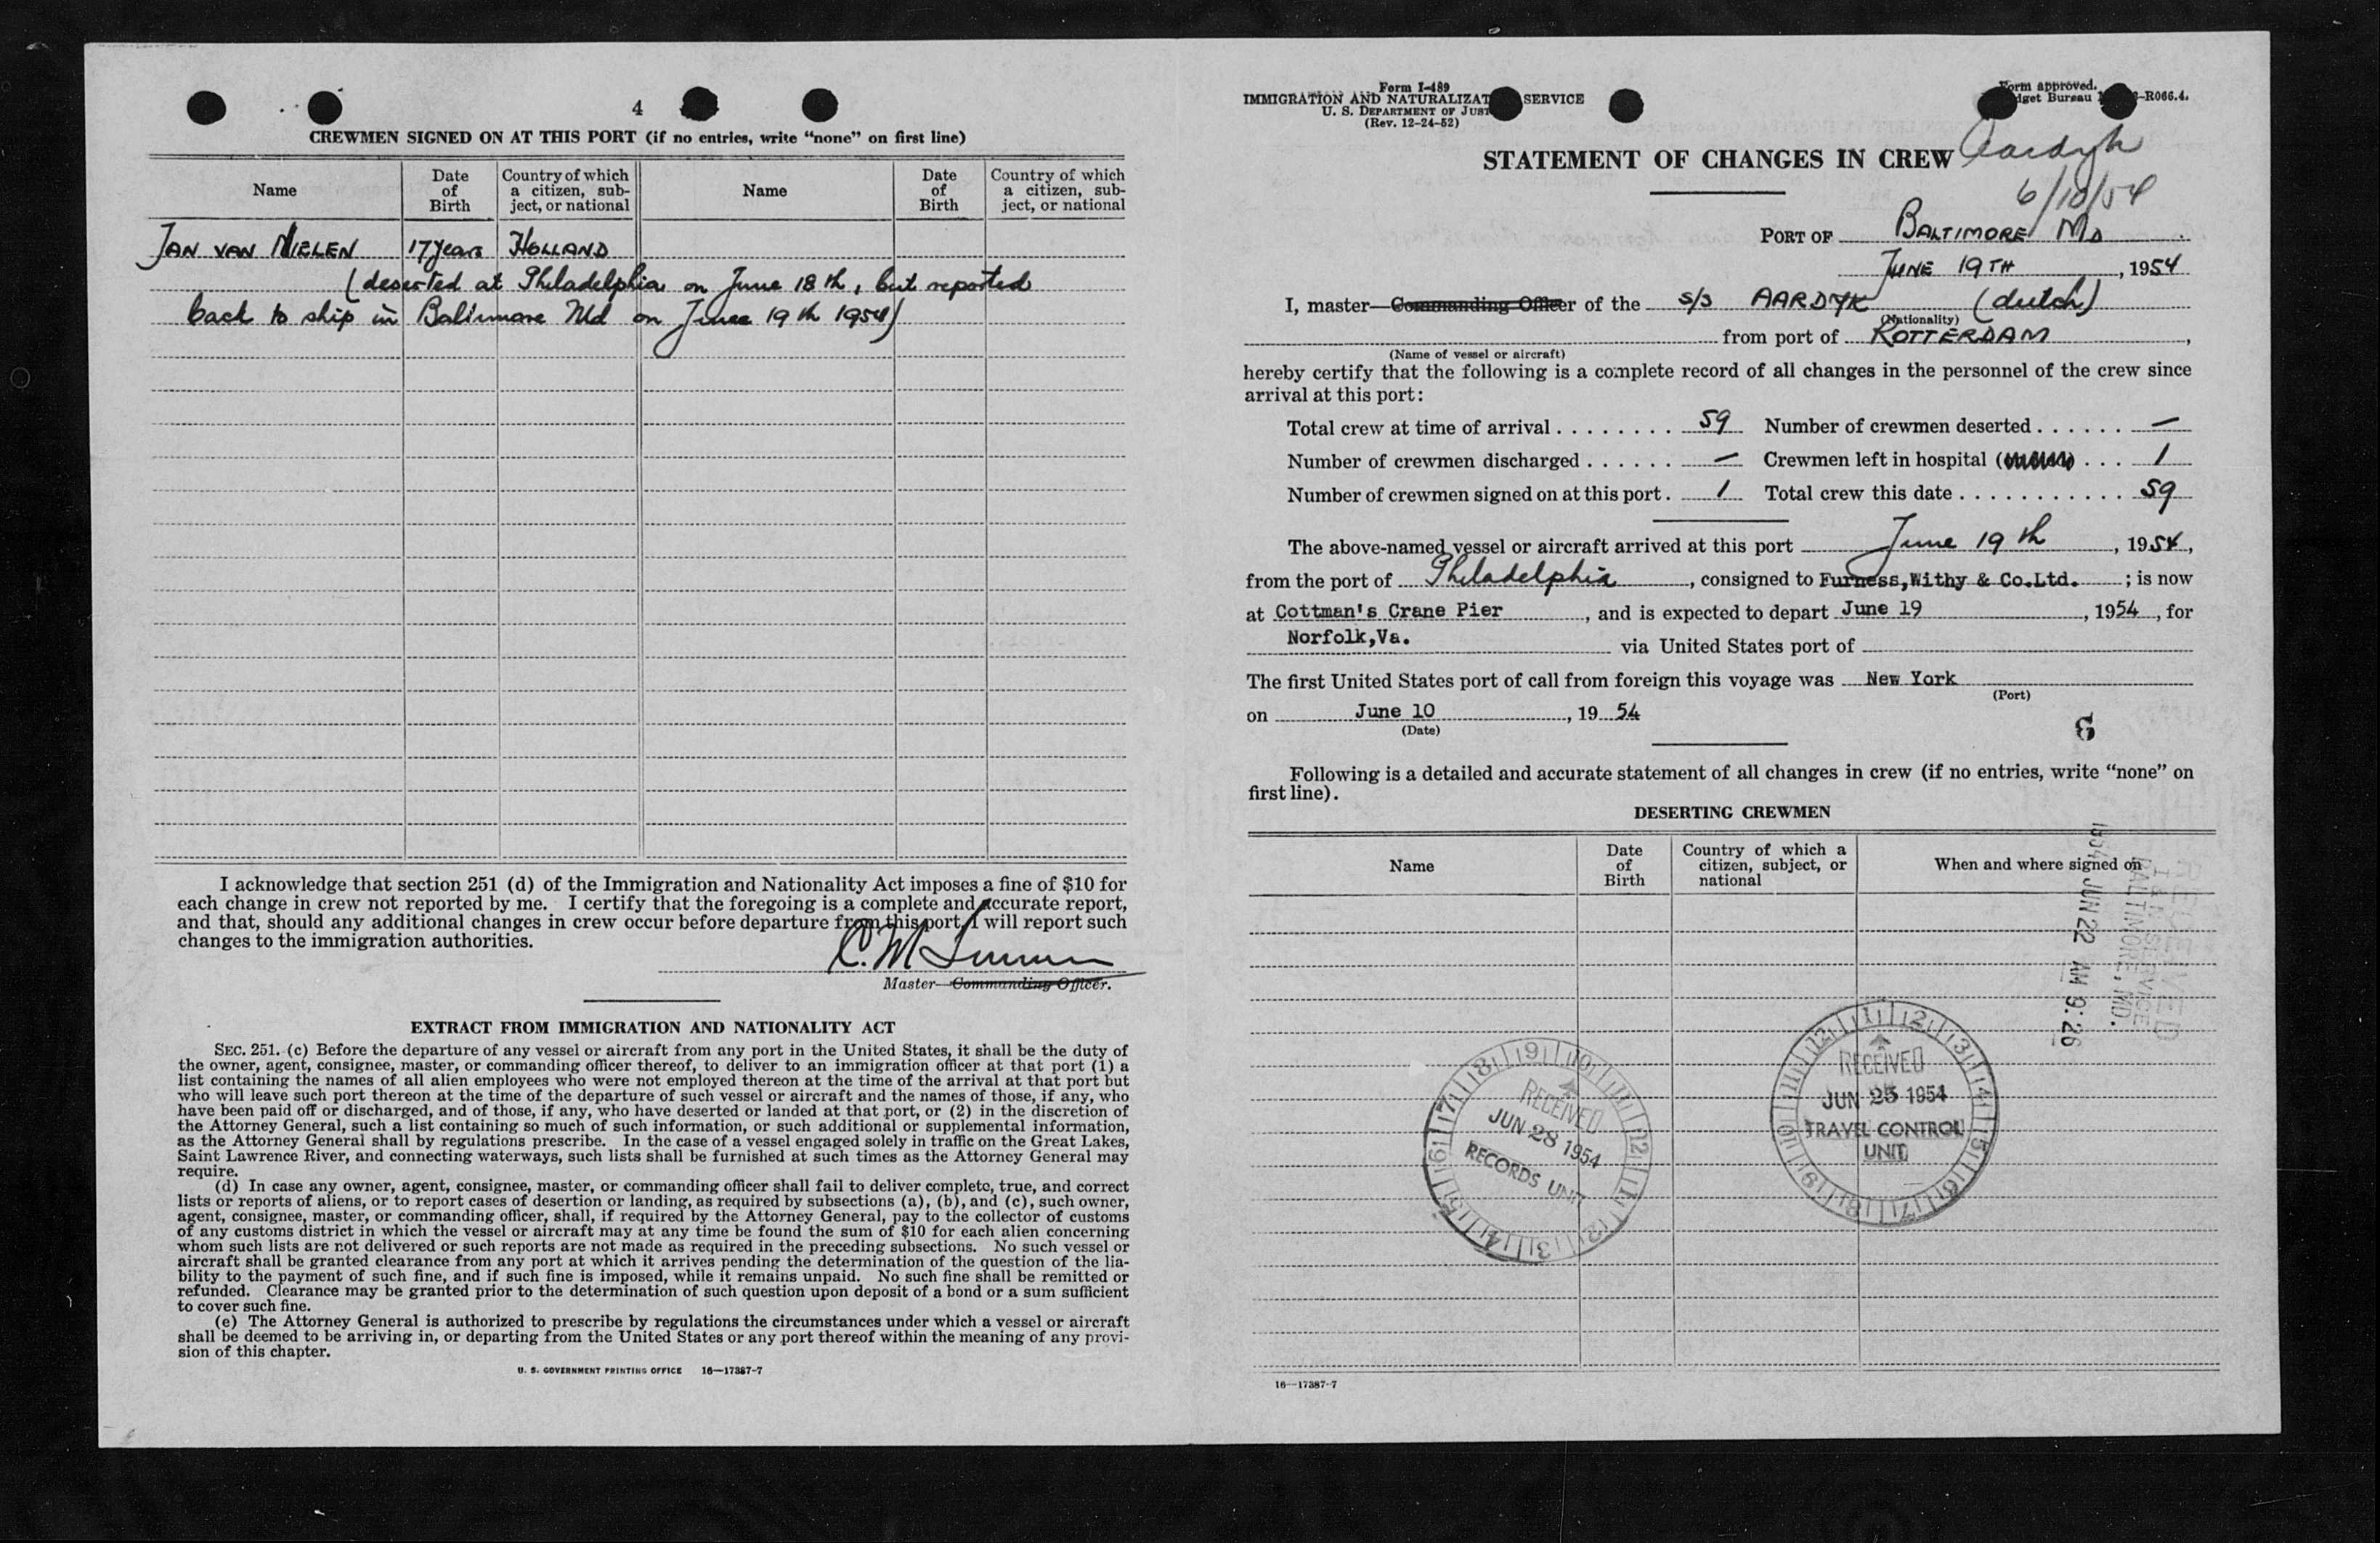 4
CREWMEN SIGNED ON AT THIS PORT (if no entries, write “none” on first line)
Name
Date of Birth
Country of which a citizen, sub-ject, or national
Name
Date of Birth
Country of which a citizen, sub-ject, or national
JAN VAN NIELEN 17 years HOLLAND
(deserted at Philadelphia on June 18th, but reported
back to ship in Balimore Md on June 19th 1954)
I acknowledge that section 251 (d) of the Immigration and Nationality Act imposes a fine of $10 for
each change in crew not reported by me. I certify that the foregoing is a complete and accurate report,
and that, should any additional changes in crew occur before departure from this port, I will report such
changes to the immigration authorities.
Master—Commanding Officer.
EXTRACT FROM IMMIGRATION AND NATIONALITY ACT
SEC. 251. (c) Before the departure of any vessel or aircraft from any port in the United States, it shall be the duty of
the owner, agent, consignee, master, or commanding officer thereof, to deliver to an immigration officer at that port (1) a
list containing the names of all alien employees who were not employed thereon at the time of the arrival at that port but
who will leave such port thereon at the time of the departure of such vessel or aircraft and the names of those, if any, who
have been paid off or discharged, and of those, if any, who have deserted or landed at that port, or (2) in the discretion of
the Attorney General, such a list containing so much of such information, or such additional or supplemental information,
as the Attorney General shall by regulations prescribe. In the case of a vessel engaged solely in traffic on the Great Lakes,
Saint Lawrence River, and connecting waterways, such lists shall be furnished at such times as the Attorney General may
require.
(d) In case any owner, agent, consignee, master, or commanding officer shall fail to deliver complete, true, and correct
lists or reports of aliens, or to report cases of desertion or landing, as required by subsections (a), (b), and (c), such owner,
agent, consignee, master, or commanding officer, shall, if required by the Attorney General, pay to the collector of customs
of any customs district in which the vessel or aircraft may at any time be found the sum of $10 for each alien concerning
whom such lists are not delivered or such reports are not made as required in the preceding subsections. No such vessel or
aircraft shall be granted clearance from any port at which it arrives pending the determination of the question of the lia-
bility to the payment of such fine, and if such fine is imposed, while it remains unpaid. No such fine shall be remitted or
refunded. Clearance may be granted prior to the determination of such question upon deposit of a bond or a sum sufficient
to cover such fine.
(e) The Attorney General is authorized to prescribe by regulations the circumstances under which a vessel or aircraft
shall be deemed to be arriving in, or departing from the United States or any port thereof within the meaning of any provi-
sion of this chapter.
U. S. GOVERNMENT PRINTING OFFICE 16—17387-7
Form I-489
IMMIGRATION AND NATURALIZAT SERVICE
U. S. DEPARTMENT OF JUST
(Rev. 12-24-52)
Form approved.
dget Bureau -R066.4.
STATEMENT OF CHANGES IN CREW Aardyk
6/10/54
PORT OF BALTIMORE MD
JUNE 19TH, 1954
I, master—Commanding Officer of the S/S AARDYK (dutch)
(Nationality)
from port of ROTTERDAM,
(Name of vessel or aircraft)
hereby certify that the following is a complete record of all changes in the personnel of the crew since
arrival at this port:
Total crew at time of arrival . . . . . . . . 59 Number of crewmen deserted . . . . . . —
Number of crewmen discharged . . . . . . — Crewmen left in hospital ( . . . 1
Number of crewmen signed on at this port . 1 Total crew this date . . . . . . . . . . . 59
The above-named vessel or aircraft arrived at this port June 19th, 1954,
from the port of Philadelphia, consigned to Furness,Withy & Co.Ltd. ; is now
at Cottman's Crane Pier, and is expected to depart June 19, 1954, for
Norfolk,Va. via United States port of
The first United States port of call from foreign this voyage was New York
(Port)
on June 10, 19 54
(Date)
6
Following is a detailed and accurate statement of all changes in crew (if no entries, write “none” on
first line).
DESERTING CREWMEN
Name
Date of Birth
Country of which a citizen, subject, or national
When and where signed on
RECEIVED
I & N SERVICE
BALTIMORE, MD.
1954 JUN 22 AM 9:26
RECEIVED
JUN 28 1954
RECORDS UNIT
RECEIVED
JUN 25 1954
TRAVEL CONTROL
UNIT
16—17387-7